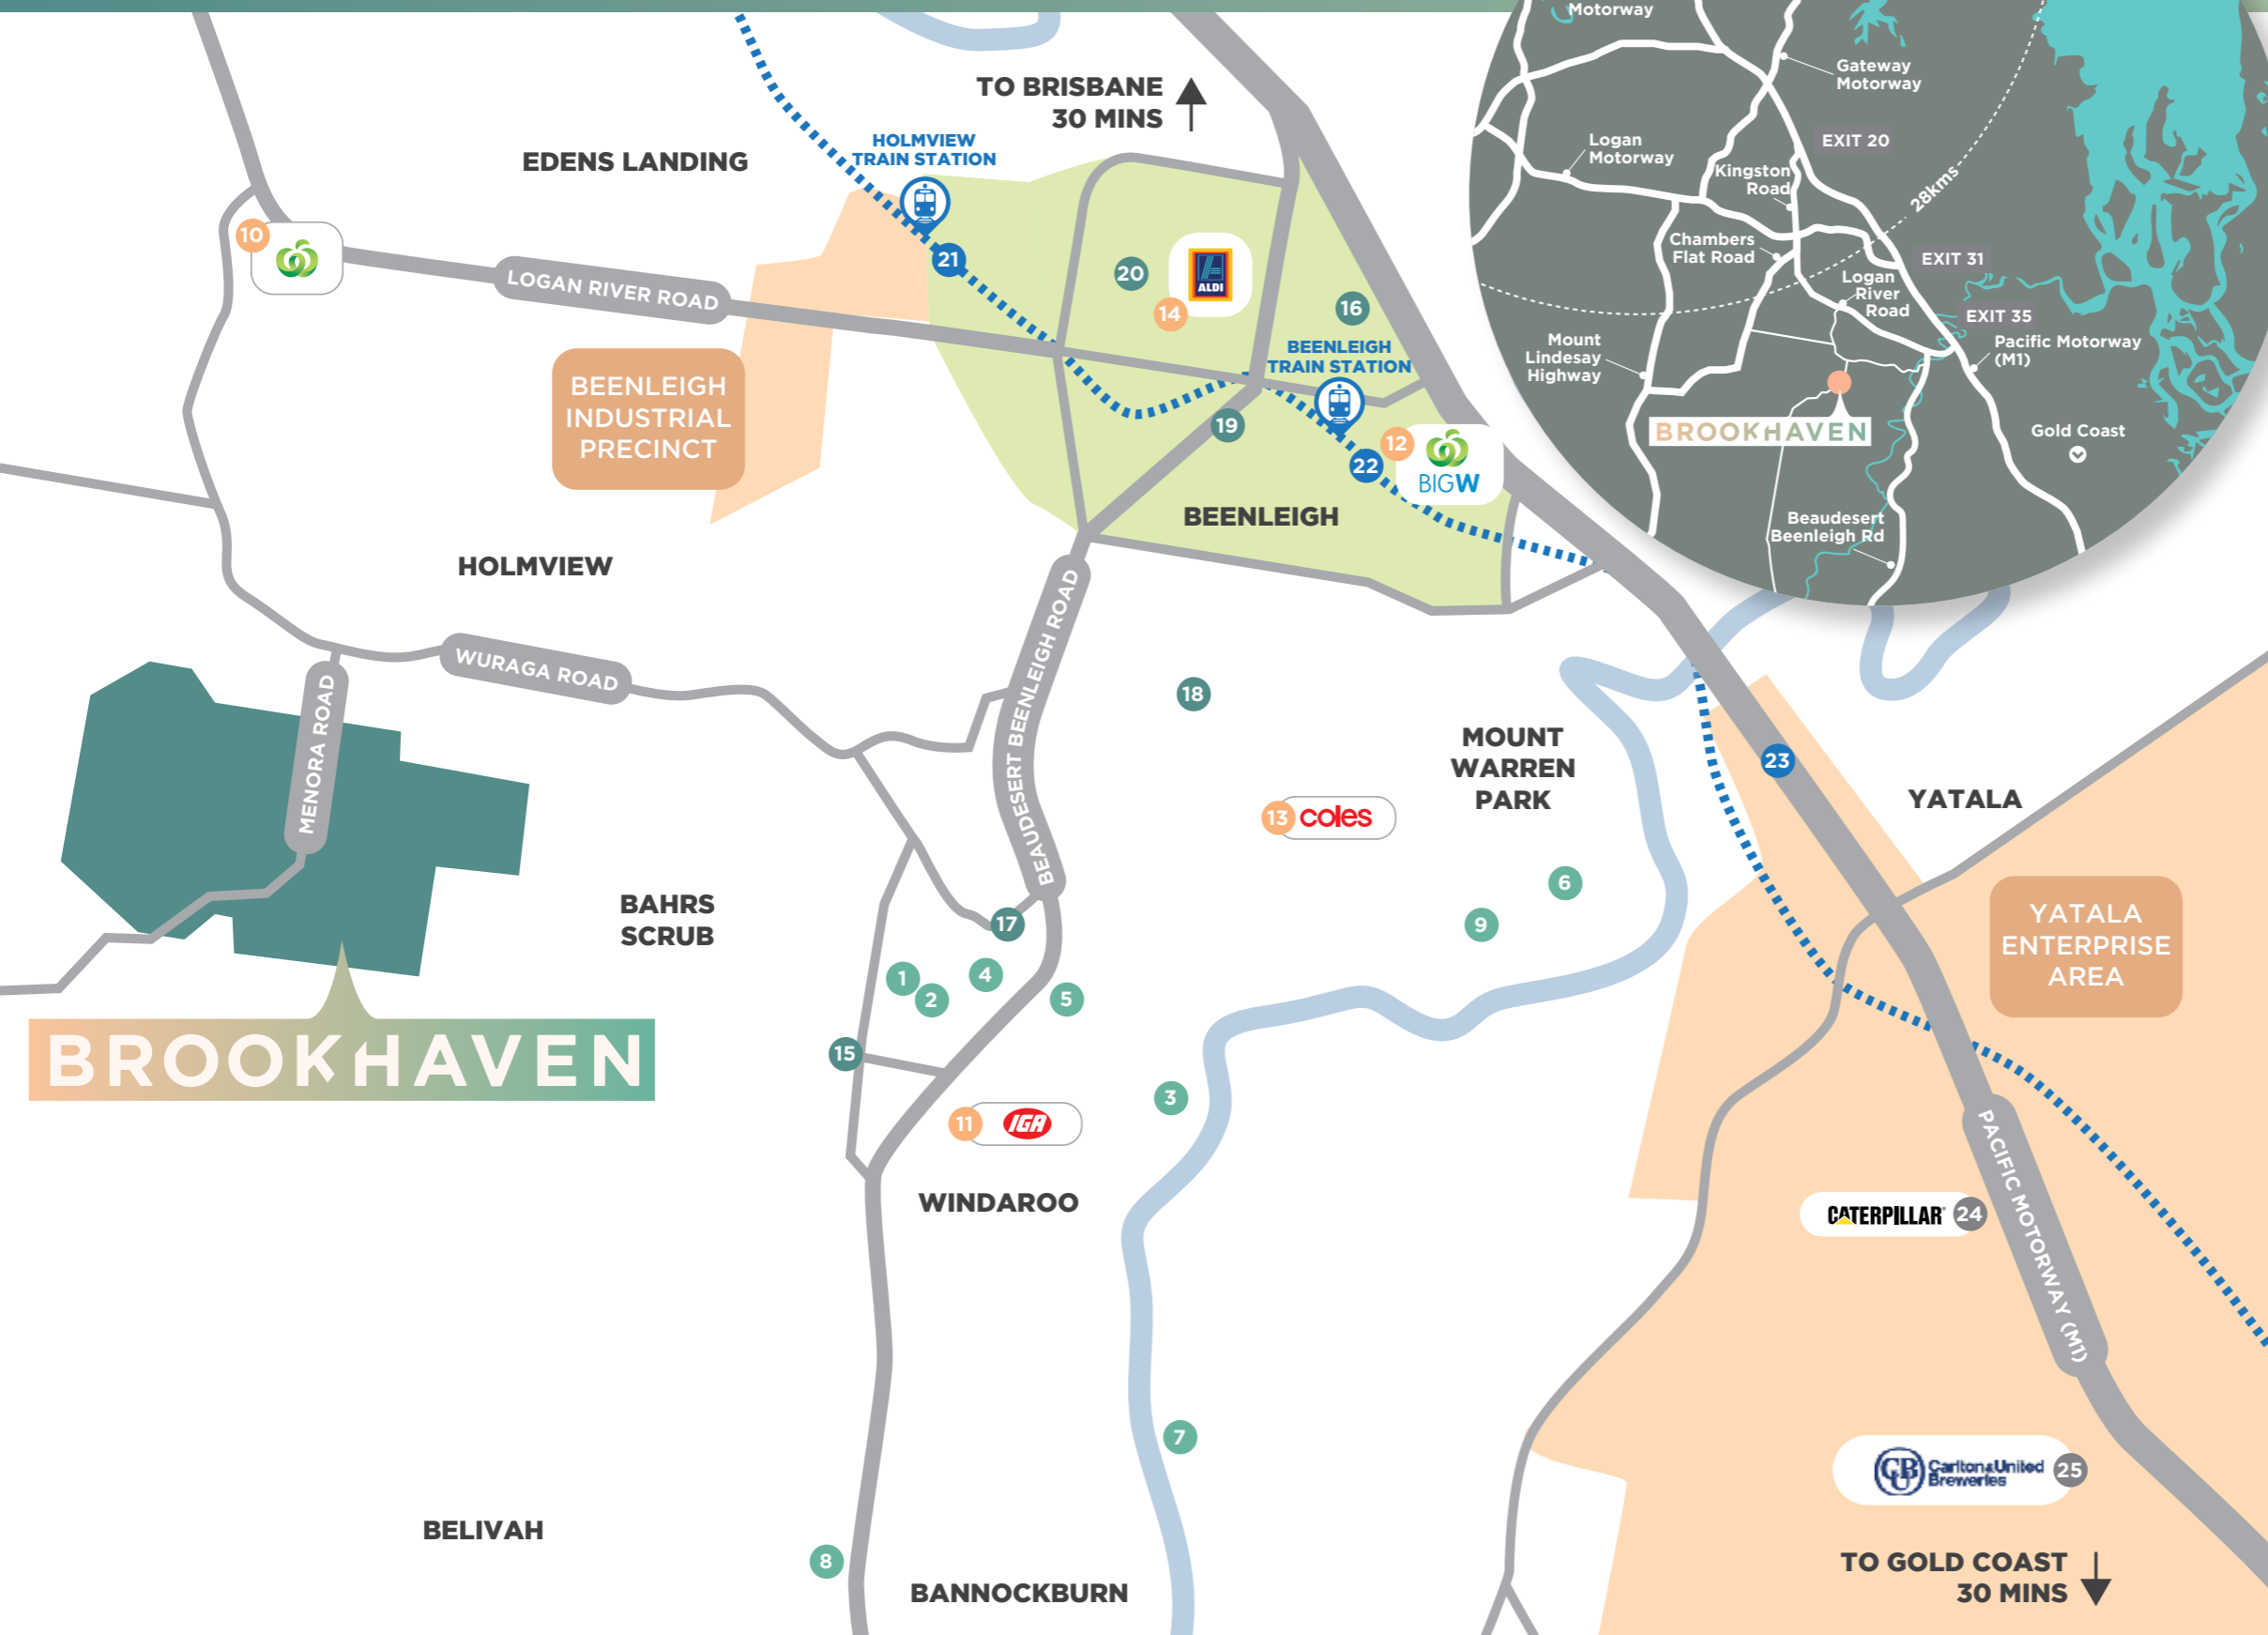 TO BRISBANE
30 MINS
HOLMVIEW
TRAIN STATION
EDENS LANDING
10
LOGAN RIVER ROAD
21
20
ALDI
14
16
BEENLEIGH
TRAIN STATION
BEENLEIGH
INDUSTRIAL
PRECINCT
19
22
12
BIGW
BEENLEIGH
HOLMVIEW
WURAGA ROAD
MENORA ROAD
BEAUDESERT BEENLEIGH ROAD
18
MOUNT
WARREN
PARK
13
coles
23
YATALA
6
9
BAHRS
SCRUB
17
1
2
4
5
YATALA
ENTERPRISE
AREA
BROOKHAVEN
15
3
11
IGA
WINDAROO
PACIFIC MOTORWAY (M1)
CATERPILLAR
24
7
Carlton & United
Breweries
CUB
25
BELIVAH
8
BANNOCKBURN
TO GOLD COAST
30 MINS
Motorway
Gateway
Motorway
EXIT 20
Logan
Motorway
Kingston
Road
28kms
Chambers
Flat Road
EXIT 31
Logan
River
Road
EXIT 35
Mount
Lindesay
Highway
Pacific Motorway
(M1)
BROOKHAVEN
Gold Coast
Beaudesert
Beenleigh Rd